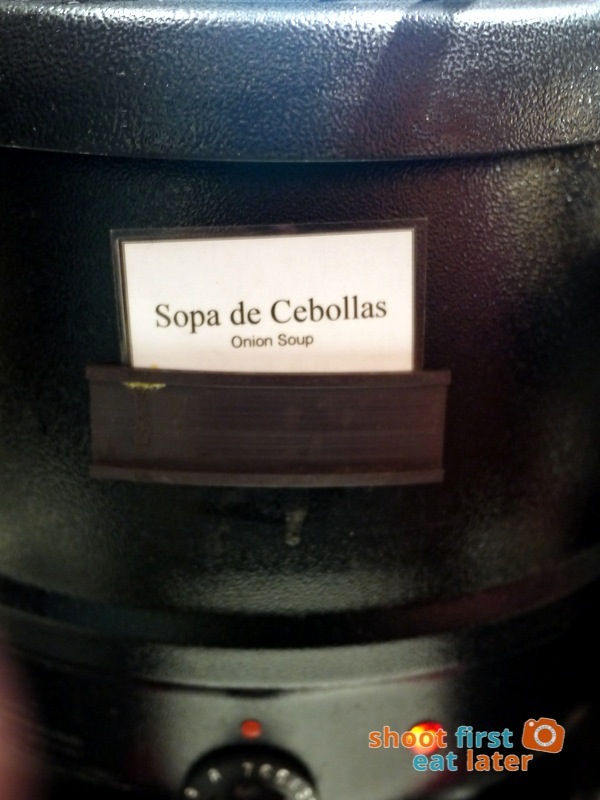 Sopa de Cebollas
Onion Soup
shoot first
eat later